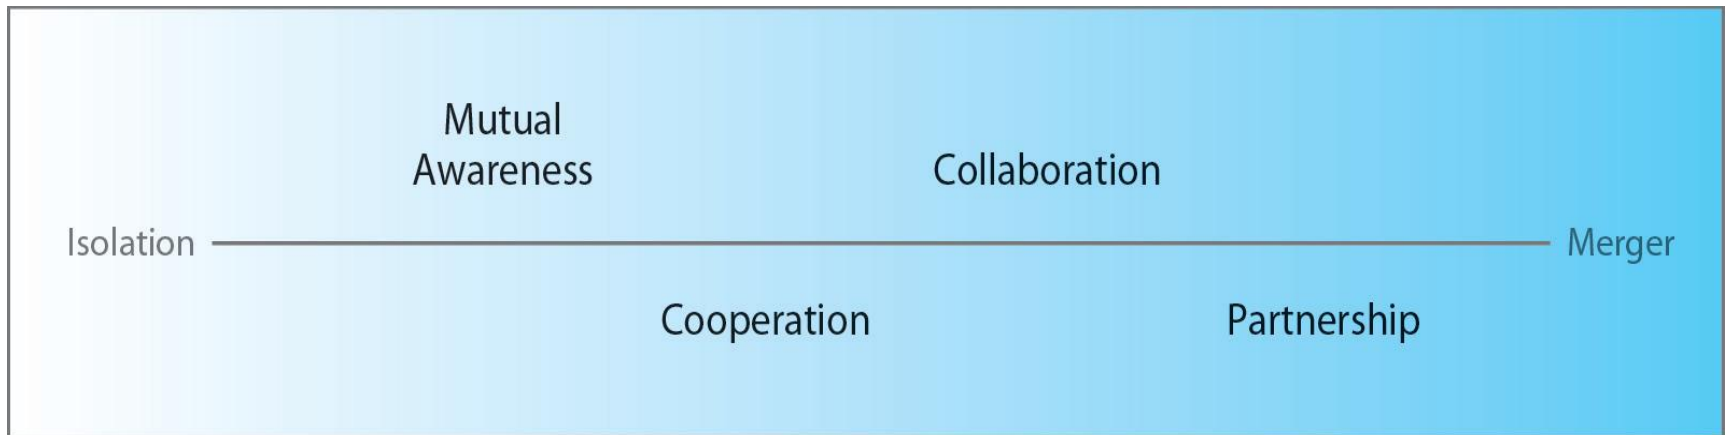 Mutual
Awareness
Collaboration
Isolation
Merger
Cooperation
Partnership